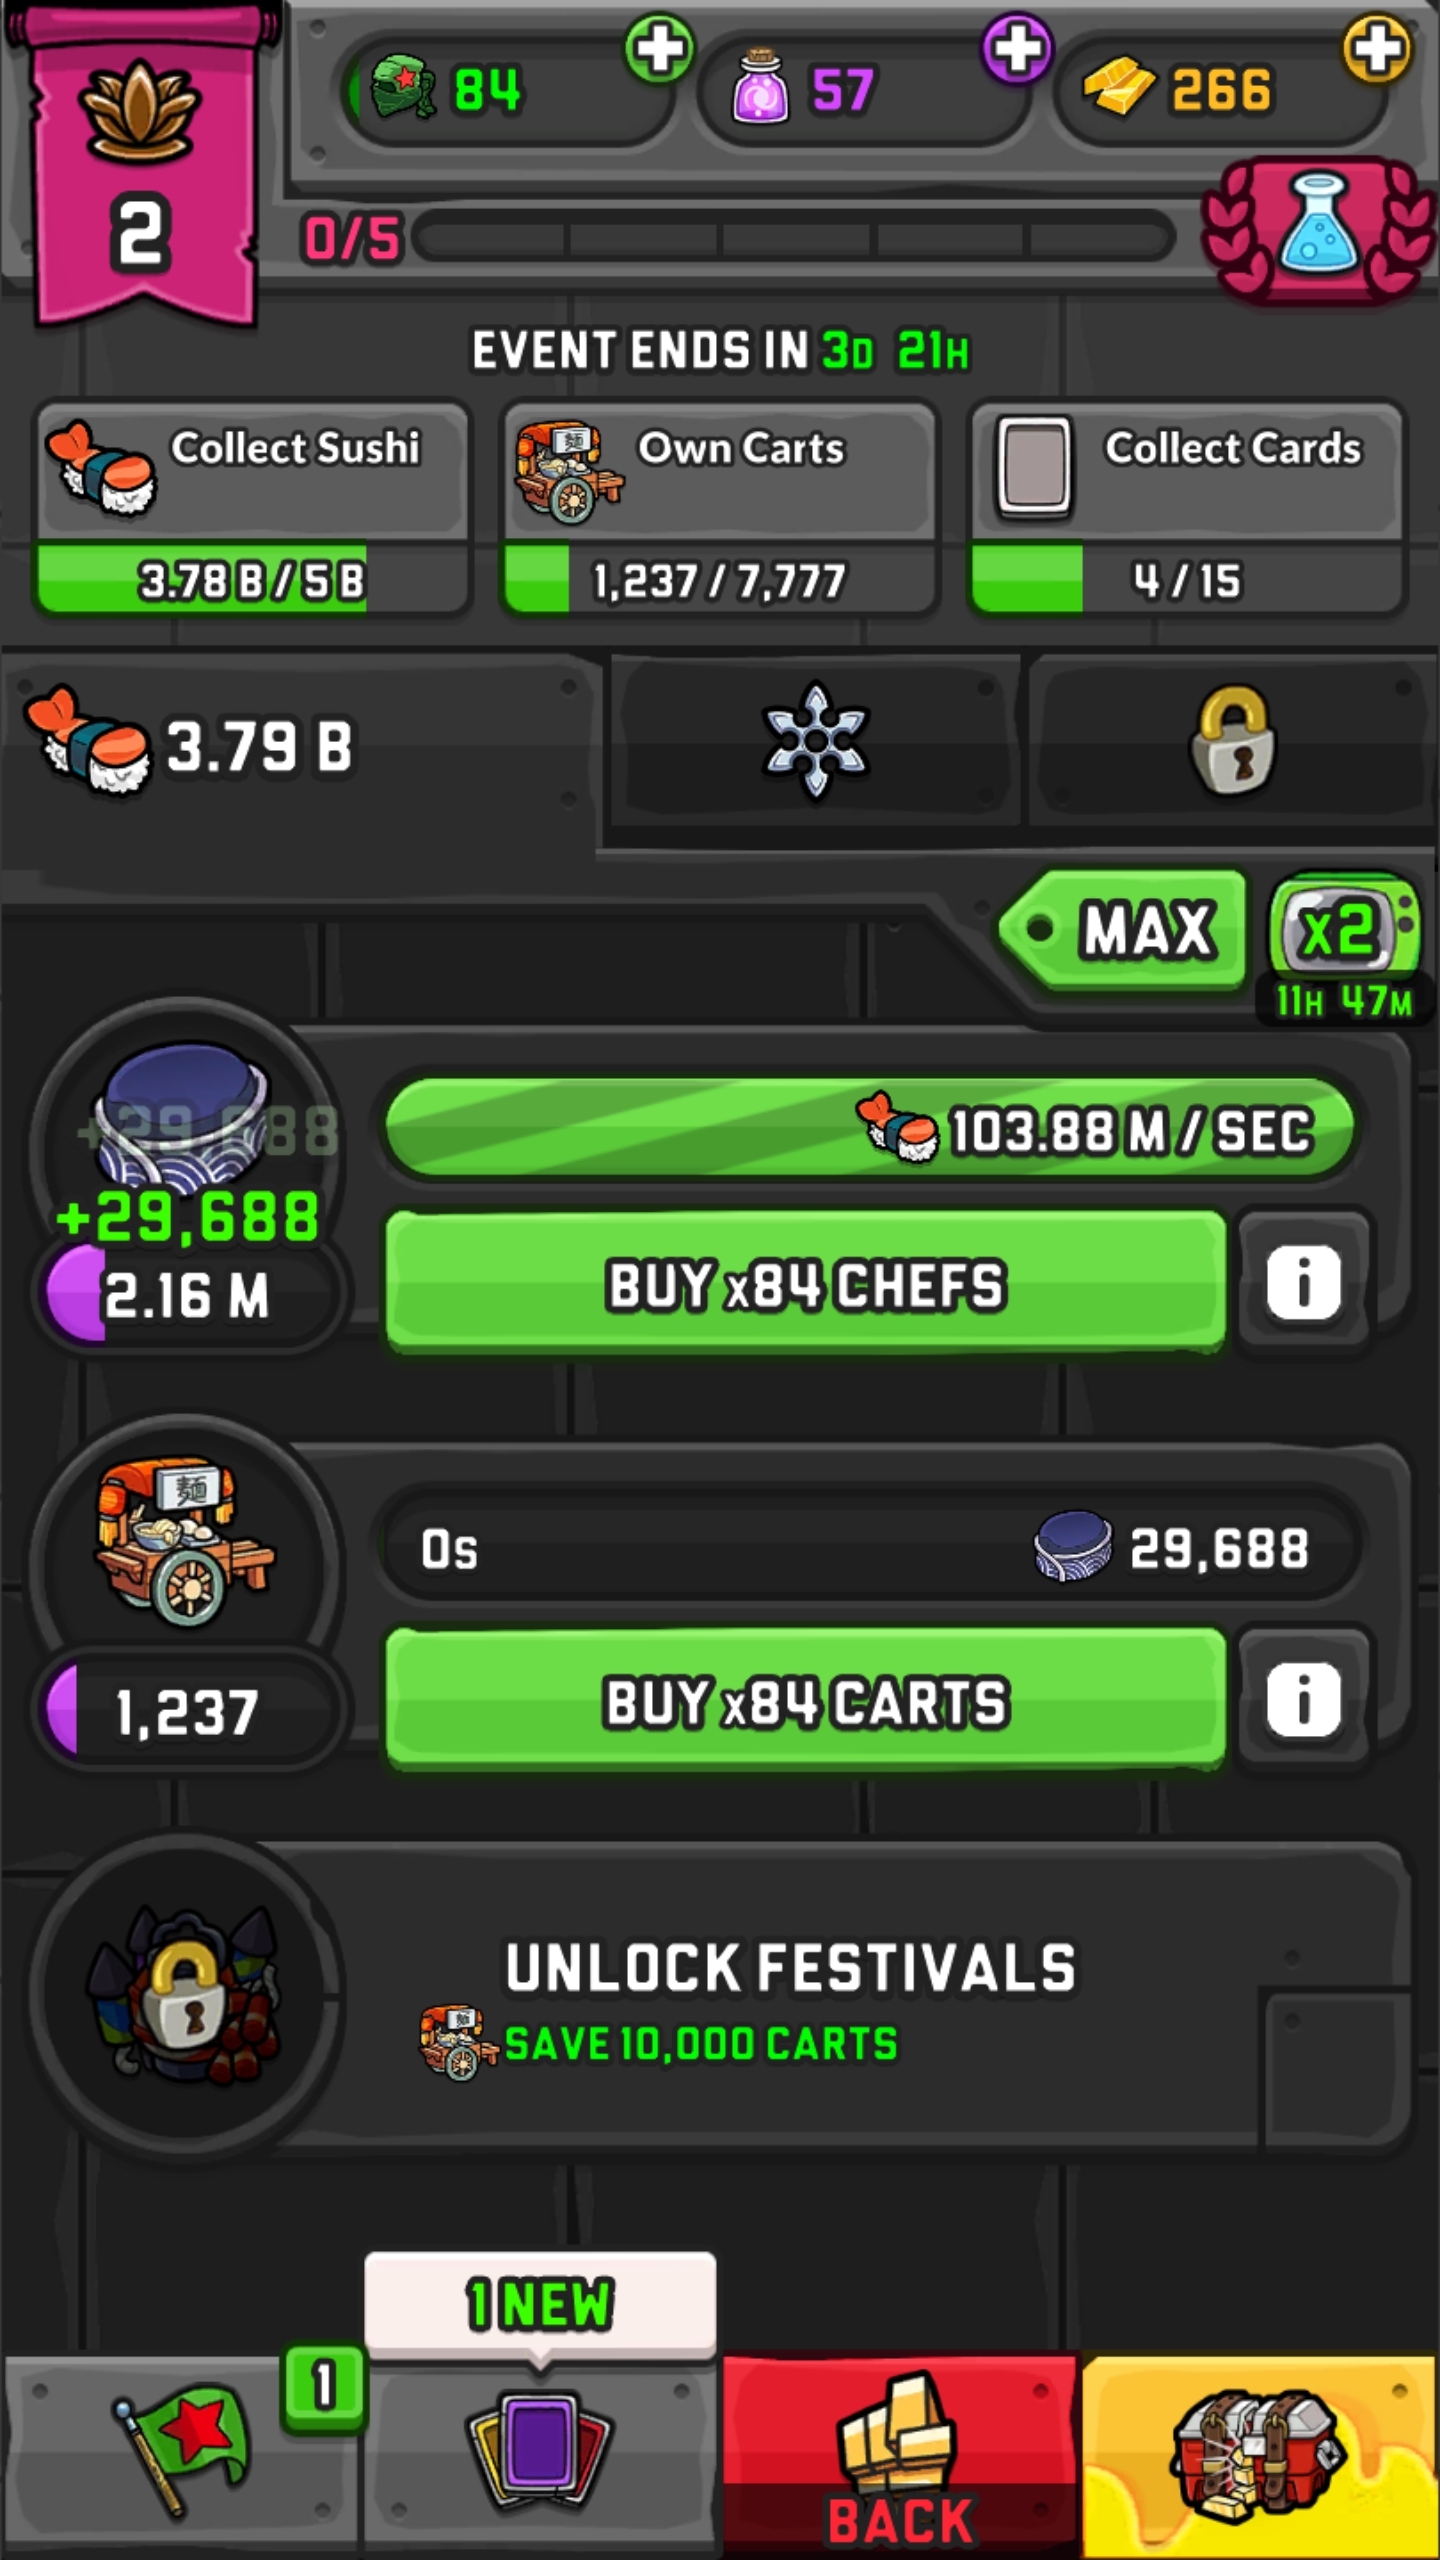 84
57
266
2
0/5
EVENT ENDS IN 3D 21H
Collect Sushi
Own Carts
Collect Cards
3.78 B / 5 B
1,237 / 7,777
4 / 15
3.79 B
MAX
x2
11H 47M
+29,688
103.88 M / SEC
+29,688
2.16 M
BUY x84 CHEFS
i
麺
0s
29,688
1,237
BUY x84 CARTS
i
UNLOCK FESTIVALS
SAVE 10,000 CARTS
1 NEW
1
BACK